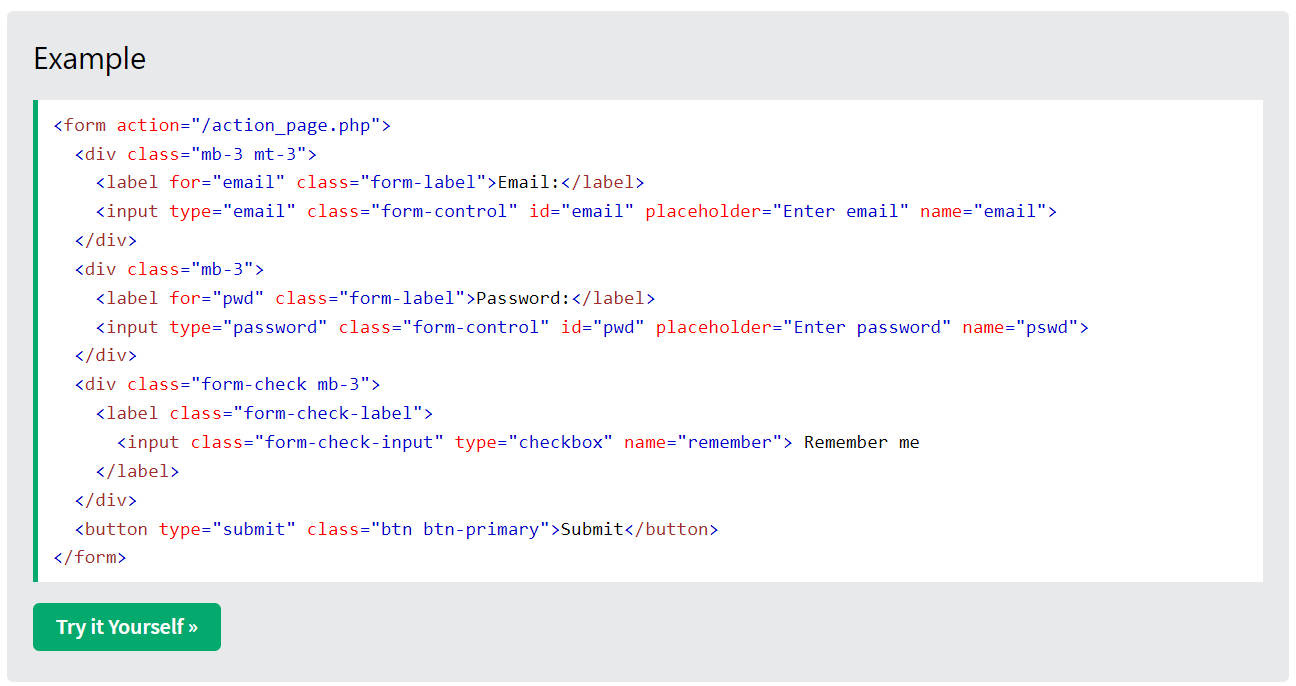 Example
<form action="/action_page.php">
  <div class="mb-3 mt-3">
    <label for="email" class="form-label">Email:</label>
    <input type="email" class="form-control" id="email" placeholder="Enter email" name="email">
  </div>
  <div class="mb-3">
    <label for="pwd" class="form-label">Password:</label>
    <input type="password" class="form-control" id="pwd" placeholder="Enter password" name="pswd">
  </div>
  <div class="form-check mb-3">
    <label class="form-check-label">
      <input class="form-check-input" type="checkbox" name="remember"> Remember me
    </label>
  </div>
  <button type="submit" class="btn btn-primary">Submit</button>
</form>
Try it Yourself »